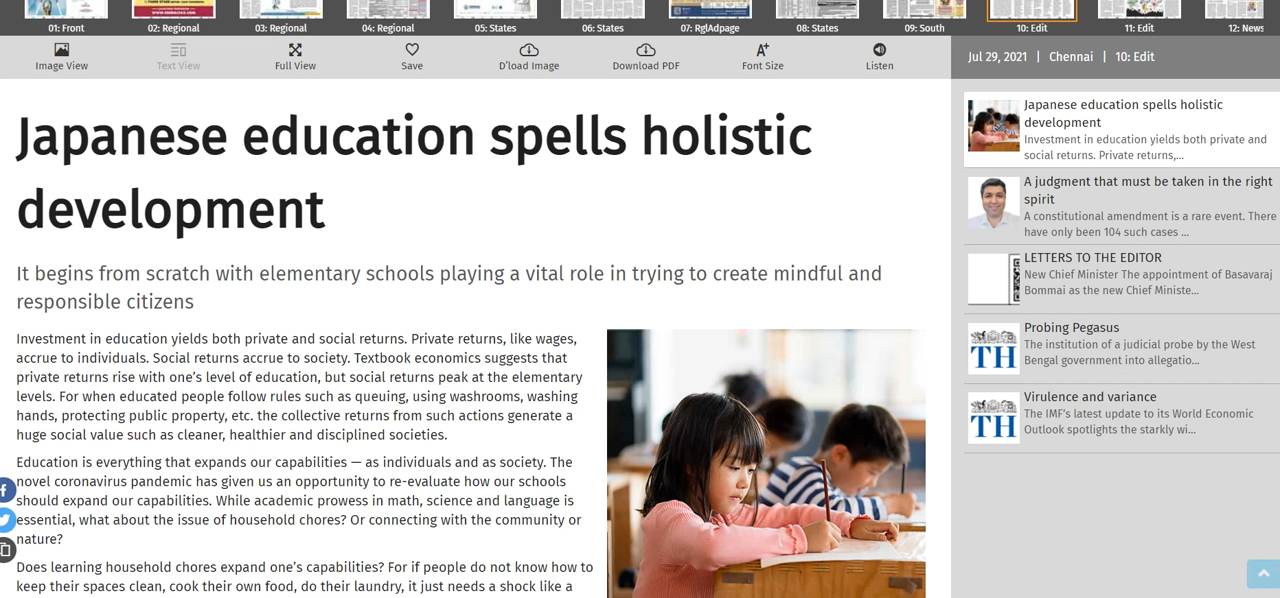 01: Front
02: Regional
03: Regional
04: Regional
05: States
06: States
07: RglAdpage
08: States
09: South
10: Edit
11: Edit
12: News
Image View
Text View
Full View
Save
D'load Image
Download PDF
Font Size
Listen
Jul 29, 2021 | Chennai | 10: Edit
Japanese education spells holistic
development
It begins from scratch with elementary schools playing a vital role in trying to create mindful and
responsible citizens
Investment in education yields both private and social returns. Private returns, like wages,
accrue to individuals. Social returns accrue to society. Textbook economics suggests that
private returns rise with one’s level of education, but social returns peak at the elementary
levels. For when educated people follow rules such as queuing, using washrooms, washing
hands, protecting public property, etc. the positive returns from such actions generate a
huge social value such as cleaner, healthier and disciplined societies.
Education is everything that expands our capabilities — as individuals and as society. The
novel coronavirus pandemic has given us an opportunity to re-evaluate how our schools
should expand our capabilities. While academic prowess in math, science and language is
essential, what about the issue of household chores? Or connecting with the community or
nature?
Does learning household chores expand one’s capabilities? For if people do not know how to
keep their spaces clean, cook their own food, do their laundry, it just needs a shock like a
Japanese education spells holistic
development
Investment in education yields both private and
social returns. Private returns,...
A judgment that must be taken in the right
spirit
A constitutional amendment is a rare event. There
have only been 104 such cases ...
LETTERS TO THE EDITOR
New Chief Minister The appointment of Basavaraj
Bommai as the new Chief Ministe...
TH
Probing Pegasus
The institution of a judicial probe by the West
Bengal government into allegatio...
TH
Virulence and variance
The IMF’s latest update to its World Economic
Outlook spotlights the starkly wi...